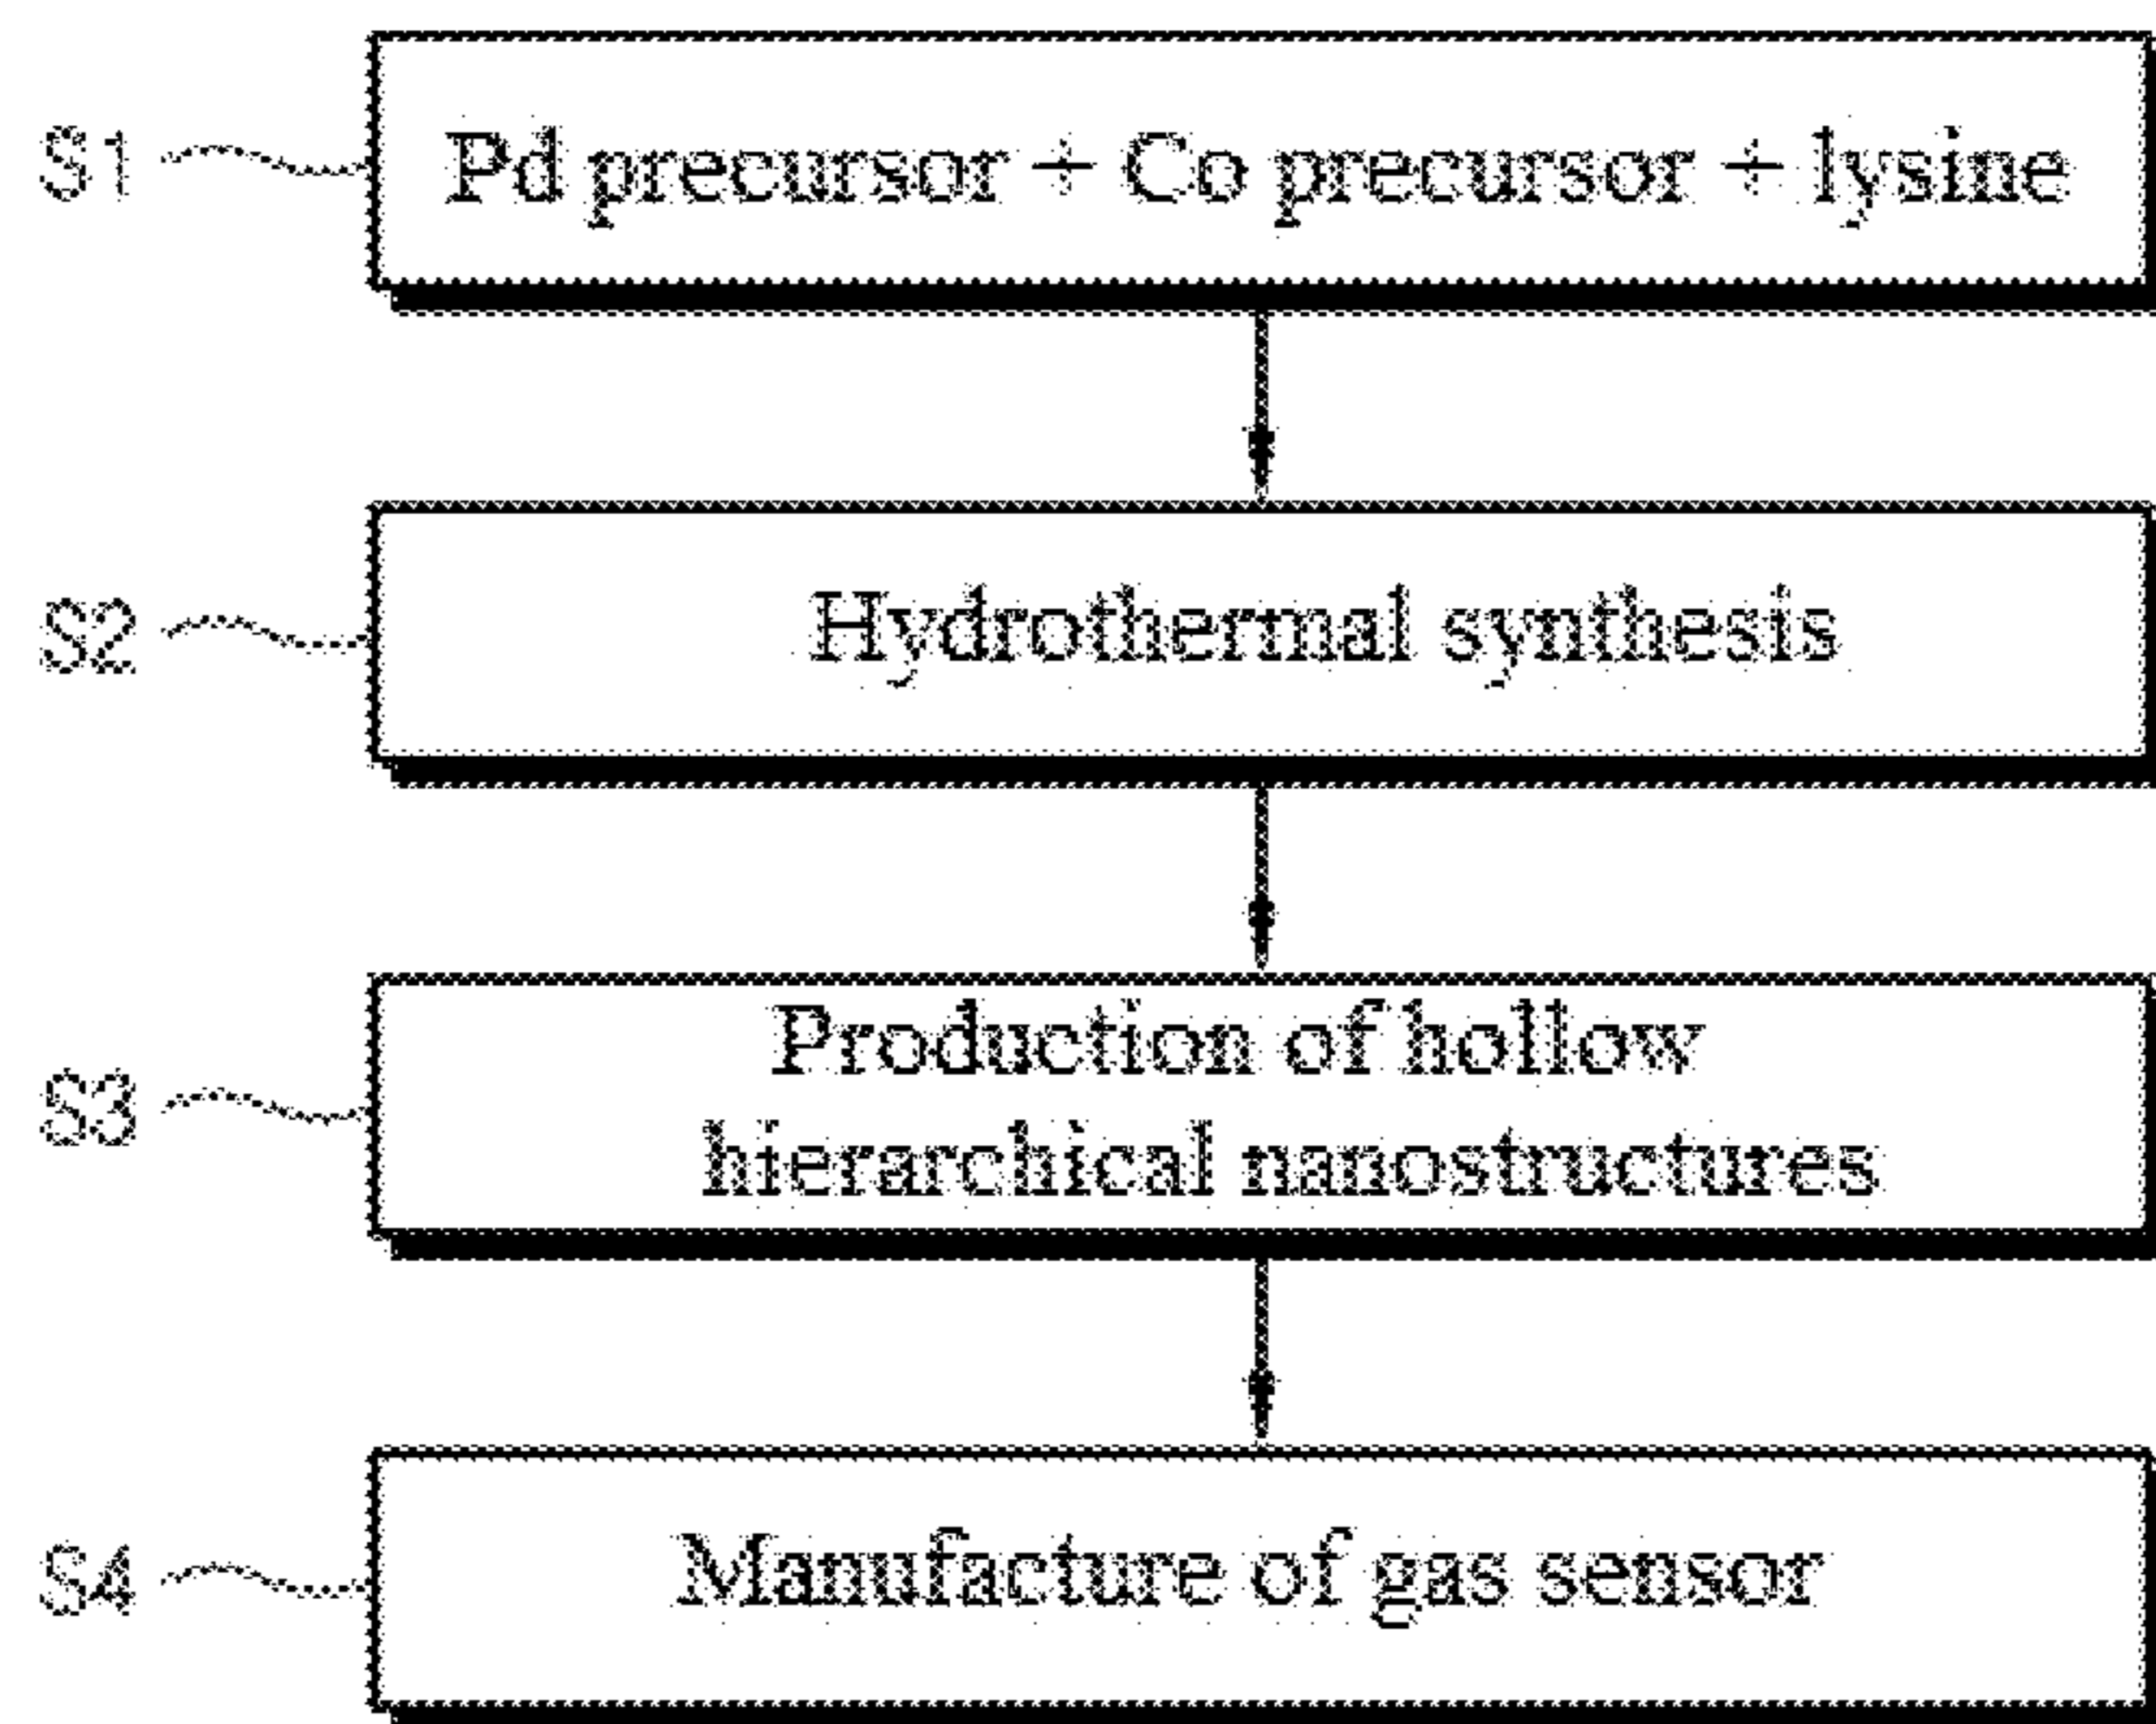 S1 Pd precursor + Co precursor + lysine
S2 Hydrothermal synthesis
S3 Production of hollow
hierarchical nanostructures
S4 Manufacture of gas sensor